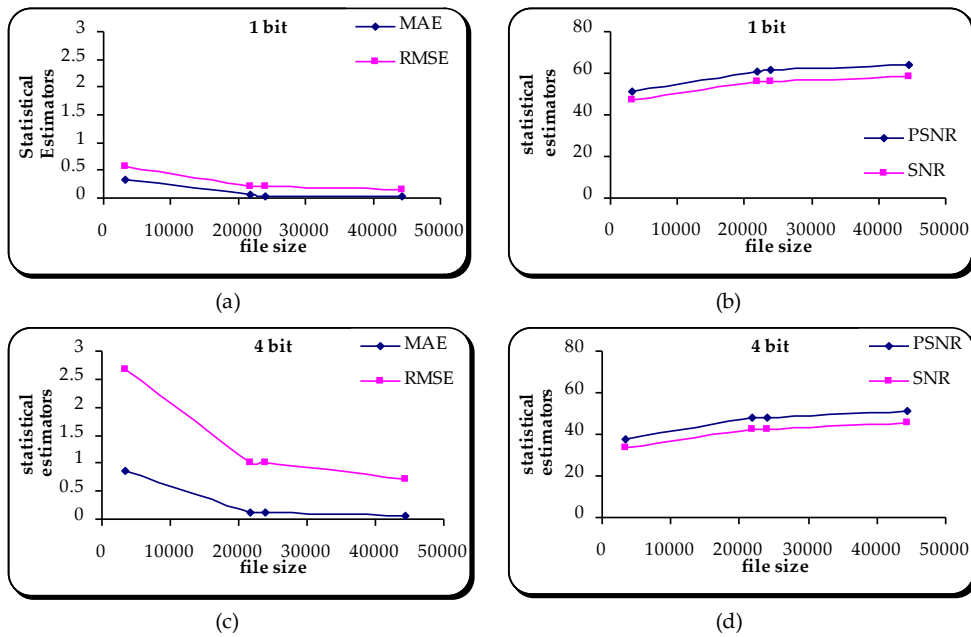 1 bit
MAE
RMSE
Statistical
Estimators
3
2.5
2
1.5
1
0.5
0
0 10000 20000 30000 40000 50000
file size
(a)
1 bit
PSNR
SNR
statistical
estimators
80
60
40
20
0
0 10000 20000 30000 40000 50000
file size
(b)
4 bit
MAE
RMSE
statistical
estimators
3
2.5
2
1.5
1
0.5
0
0 10000 20000 30000 40000 50000
file size
(c)
4 bit
PSNR
SNR
statistical
estimators
80
60
40
20
0
0 10000 20000 30000 40000 50000
file size
(d)